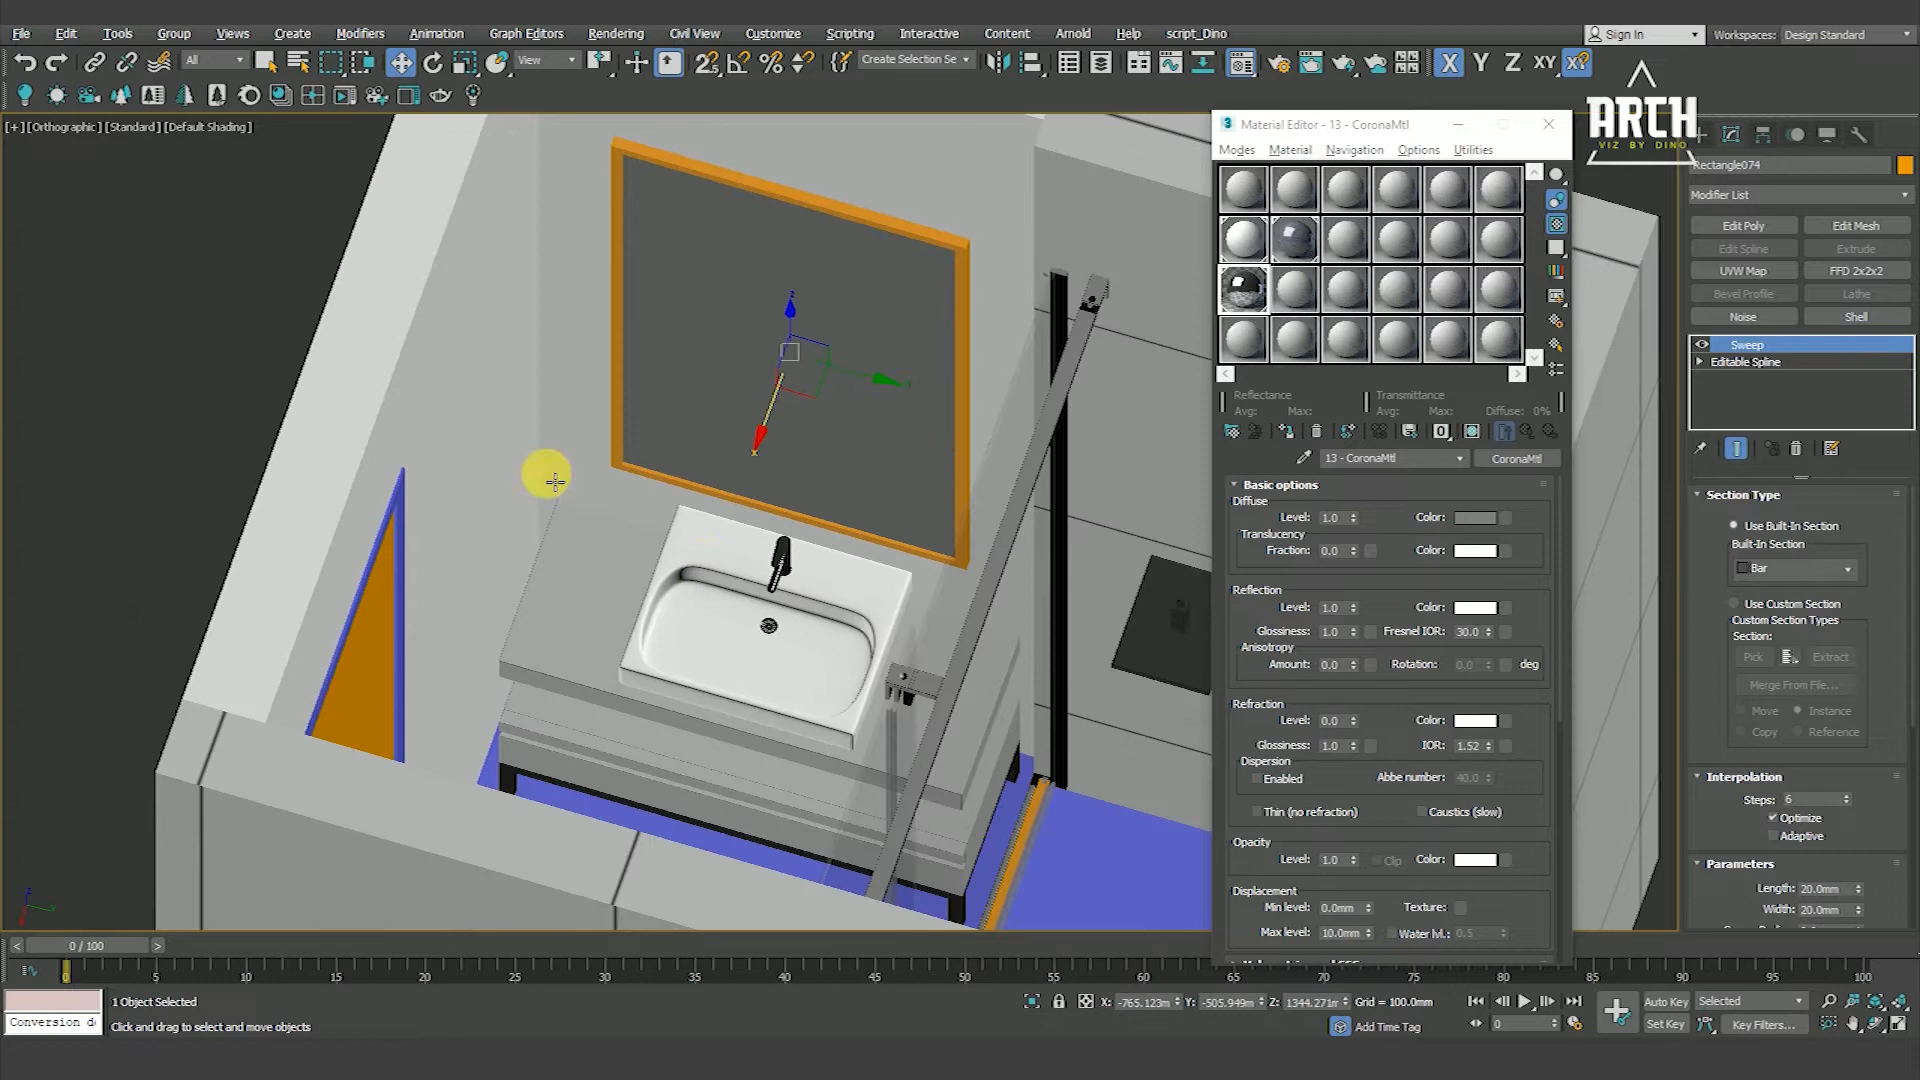 File Edit Tools Group Views Create Modifiers Animation Graph Editors Rendering Civil View Customize Scripting Interactive Content Arnold Help script_Dino
Sign In
Workspaces: Design Standard
All
View
Create Selection Se
X Y Z XY
[+] [Orthographic] [Standard] [Default Shading]
ARCH
VIZ BY DINO
Material Editor - 13 - CoronaMtl
Modes Material Navigation Options Utilities
Reflectance Transmittance
Avg: Max: Avg: Max: Diffuse: 0%
13 - CoronaMtl CoronaMtl
Basic options
Diffuse
Level: 1.0 Color:
Translucency
Fraction: 0.0 Color:
Reflection
Level: 1.0 Color:
Glossiness: 1.0 Fresnel IOR: 30.0
Anisotropy
Amount: 0.0 Rotation: 0.0 deg
Refraction
Level: 0.0 Color:
Glossiness: 1.0 IOR: 1.52
Dispersion
Enabled Abbe number: 40.0
Thin (no refraction) Caustics (slow)
Opacity
Level: 1.0 Clip Color:
Displacement
Min level: 0.0mm Texture:
Max level: 10.0mm Water lvl.: 0.5
Rectangle074
Modifier List
Edit Poly Edit Mesh
Edit Spline Extrude
UVW Map FFD 2x2x2
Bevel Profile Lathe
Noise Shell
Sweep
Editable Spline
Section Type
Use Built-In Section
Built-In Section
Bar
Use Custom Section
Custom Section Types
Section:
Pick Extract
Merge From File...
Move Instance
Copy Reference
Interpolation
Steps: 6
Optimize
Adaptive
Parameters
Length: 20.0mm
Width: 20.0mm
< 0 / 100 >
5 10 15 20 25 30 35 40 45 50 55 60 65 70 75 80 85 90 95 100
1 Object Selected
X: -765.123m Y: -505.949m Z: 1344.271m Grid = 100.0mm
Auto Key Selected
Click and drag to select and move objects
Add Time Tag
0
Set Key Key Filters...